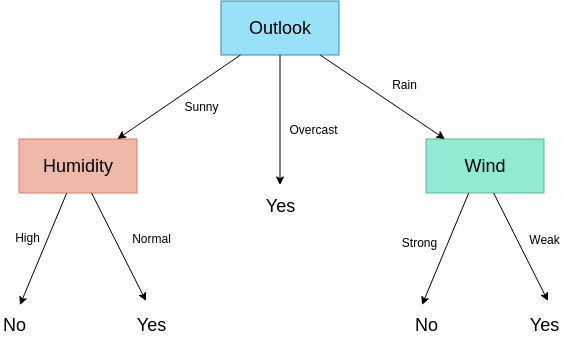 Outlook
Rain
Sunny
Overcast
Humidity
Wind
Yes
High
Normal
Strong
Weak
No
Yes
No
Yes